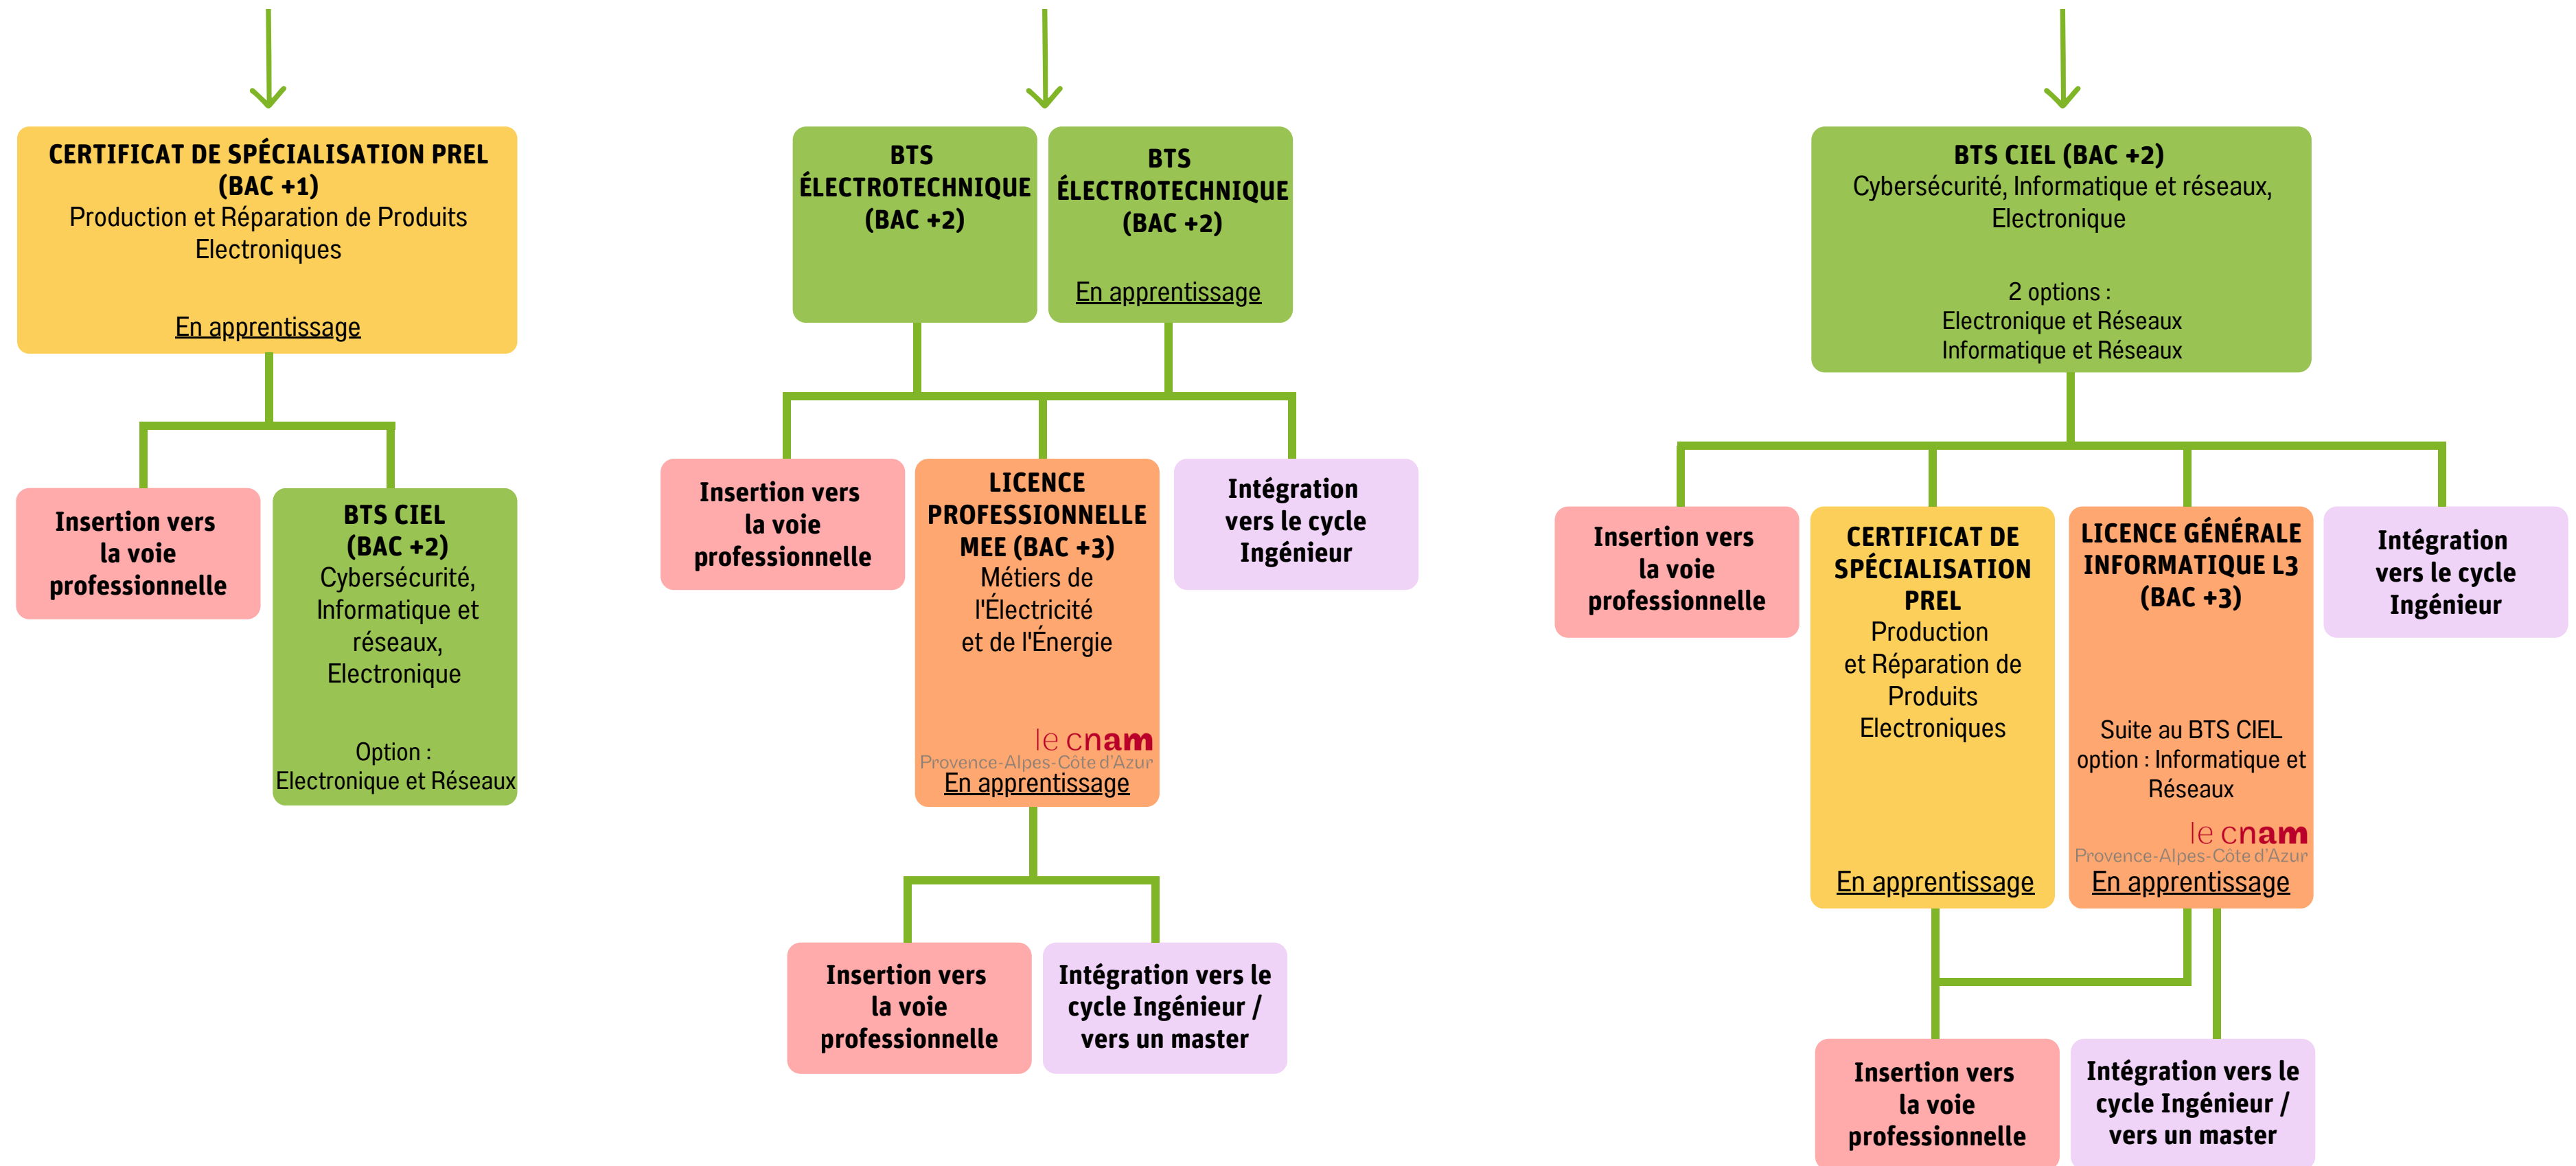 CERTIFICAT DE SPÉCIALISATION PREL
(BAC +1)
Production et Réparation de Produits
Electroniques
En apprentissage
Insertion vers
la voie
professionnelle
BTS CIEL
(BAC +2)
Cybersécurité,
Informatique et
réseaux,
Electronique
Option :
Electronique et Réseaux
BTS
ÉLECTROTECHNIQUE
(BAC +2)
BTS
ÉLECTROTECHNIQUE
(BAC +2)
En apprentissage
Insertion vers
la voie
professionnelle
LICENCE
PROFESSIONNELLE
MEE (BAC +3)
Métiers de
l'Électricité
et de l'Énergie
le cnam
Provence-Alpes-Côte d'Azur
En apprentissage
Intégration
vers le cycle
Ingénieur
Insertion vers
la voie
professionnelle
Intégration vers le
cycle Ingénieur /
vers un master
BTS CIEL (BAC +2)
Cybersécurité, Informatique et réseaux,
Electronique
2 options :
Electronique et Réseaux
Informatique et Réseaux
Insertion vers
la voie
professionnelle
CERTIFICAT DE
SPÉCIALISATION
PREL
Production
et Réparation de
Produits
Electroniques
En apprentissage
LICENCE GÉNÉRALE
INFORMATIQUE L3
(BAC +3)
Suite au BTS CIEL
option : Informatique et
Réseaux
le cnam
Provence-Alpes-Côte d'Azur
En apprentissage
Intégration
vers le cycle
Ingénieur
Insertion vers
la voie
professionnelle
Intégration vers le
cycle Ingénieur /
vers un master